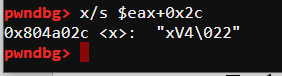 pwndbg> x/s $eax+0x2c
0x804a02c <x>:  "xV4\022"
pwndbg>